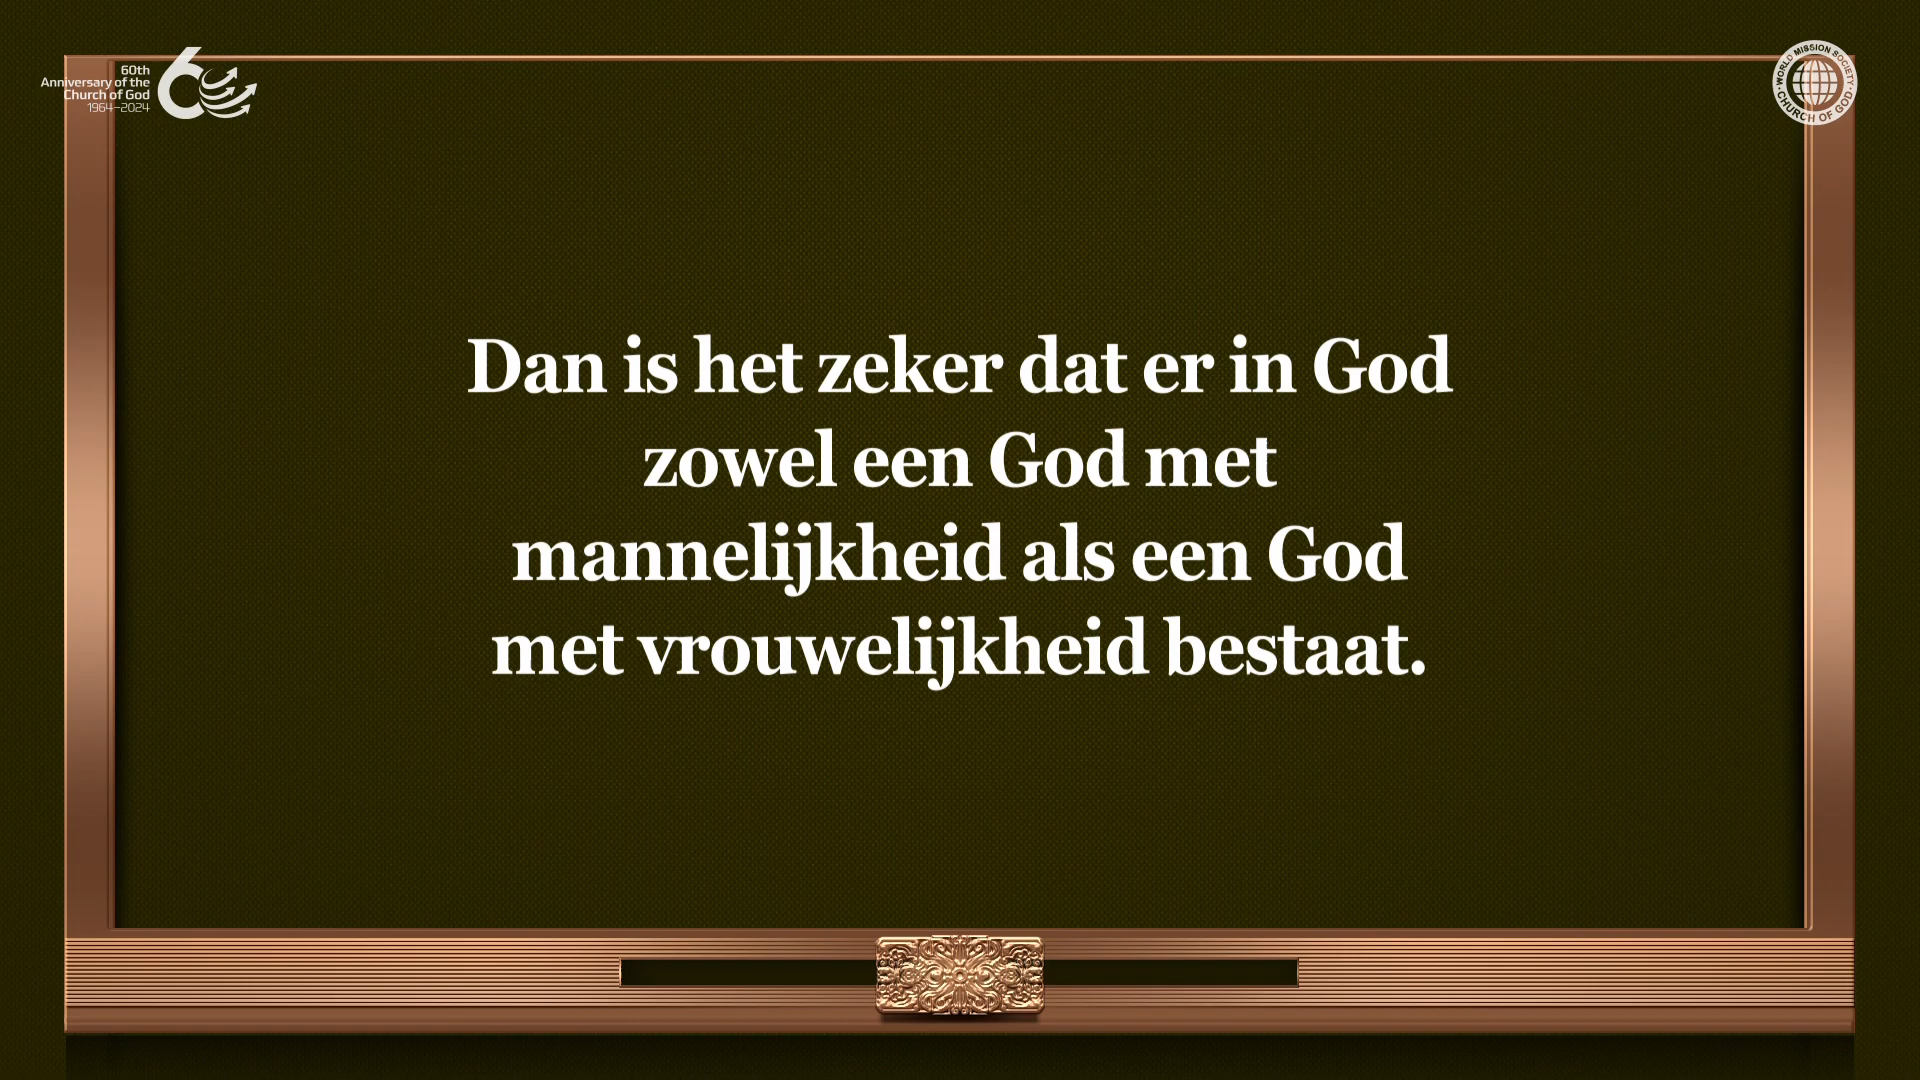 60th
Anniversary of the
Church of God
1964–2024
WORLD MISSION SOCIETY
CHURCH OF GOD
Dan is het zeker dat er in God
zowel een God met
mannelijkheid als een God
met vrouwelijkheid bestaat.